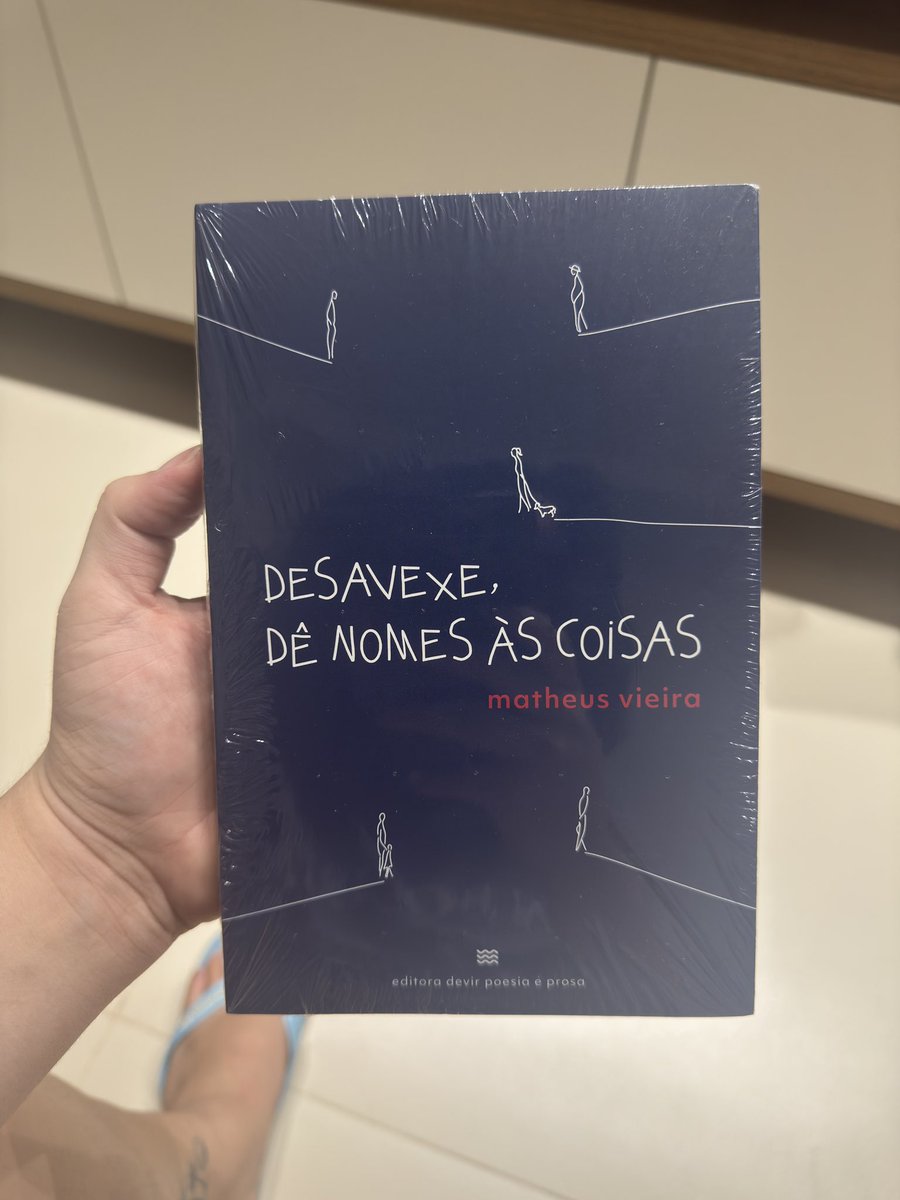 DESAVEXE,
DÊ NOMES ÀS COiSAS
matheus vieira
editora devir poesia é prosa